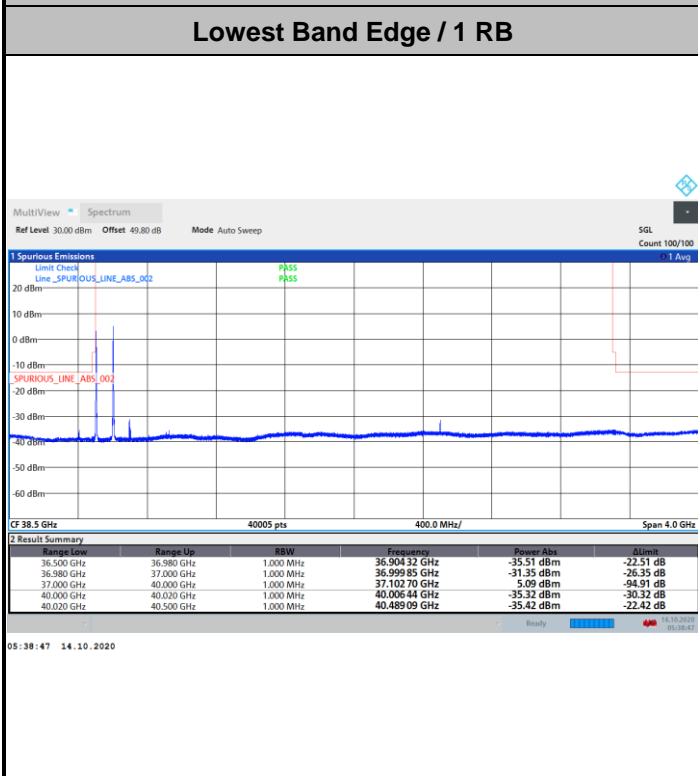 Lowest Band Edge / 1 RB
MultiView Spectrum
Ref Level 30.00 dBm Offset 49.80 dB Mode Auto Sweep SGL
Count 100/100
1 Spurious Emissions 1 Avg
Limit Check PASS
Line _SPURIOUS_LINE_ABS_002 PASS
20 dBm
10 dBm
0 dBm
-10 dBm
_SPURIOUS_LINE_ABS_002
-20 dBm
-30 dBm
-40 dBm
-50 dBm
-60 dBm
CF 38.5 GHz 40005 pts 400.0 MHz/ Span 4.0 GHz
2 Result Summary
Range Low Range Up RBW Frequency Power Abs ΔLimit
36.500 GHz 36.980 GHz 1.000 MHz 36.904 32 GHz -35.51 dBm -22.51 dB
36.980 GHz 37.000 GHz 1.000 MHz 36.999 85 GHz -31.35 dBm -26.35 dB
37.000 GHz 40.000 GHz 1.000 MHz 37.102 70 GHz 5.09 dBm -94.91 dB
40.000 GHz 40.020 GHz 1.000 MHz 40.006 44 GHz -35.32 dBm -30.32 dB
40.020 GHz 40.500 GHz 1.000 MHz 40.489 09 GHz -35.42 dBm -22.42 dB
Ready 14.10.2020
05:38:47
05:38:47 14.10.2020